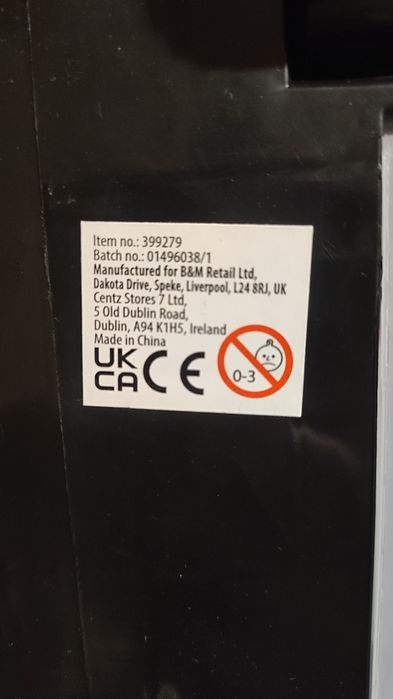 Item no.: 399279
Batch no.: 01496038/1
Manufactured for B&M Retail Ltd,
Dakota Drive, Speke, Liverpool, L24 8RJ, UK
Centz Stores 7 Ltd,
5 Old Dublin Road,
Dublin, A94 K1H5, Ireland
Made in China
UK
CA CE
0-3